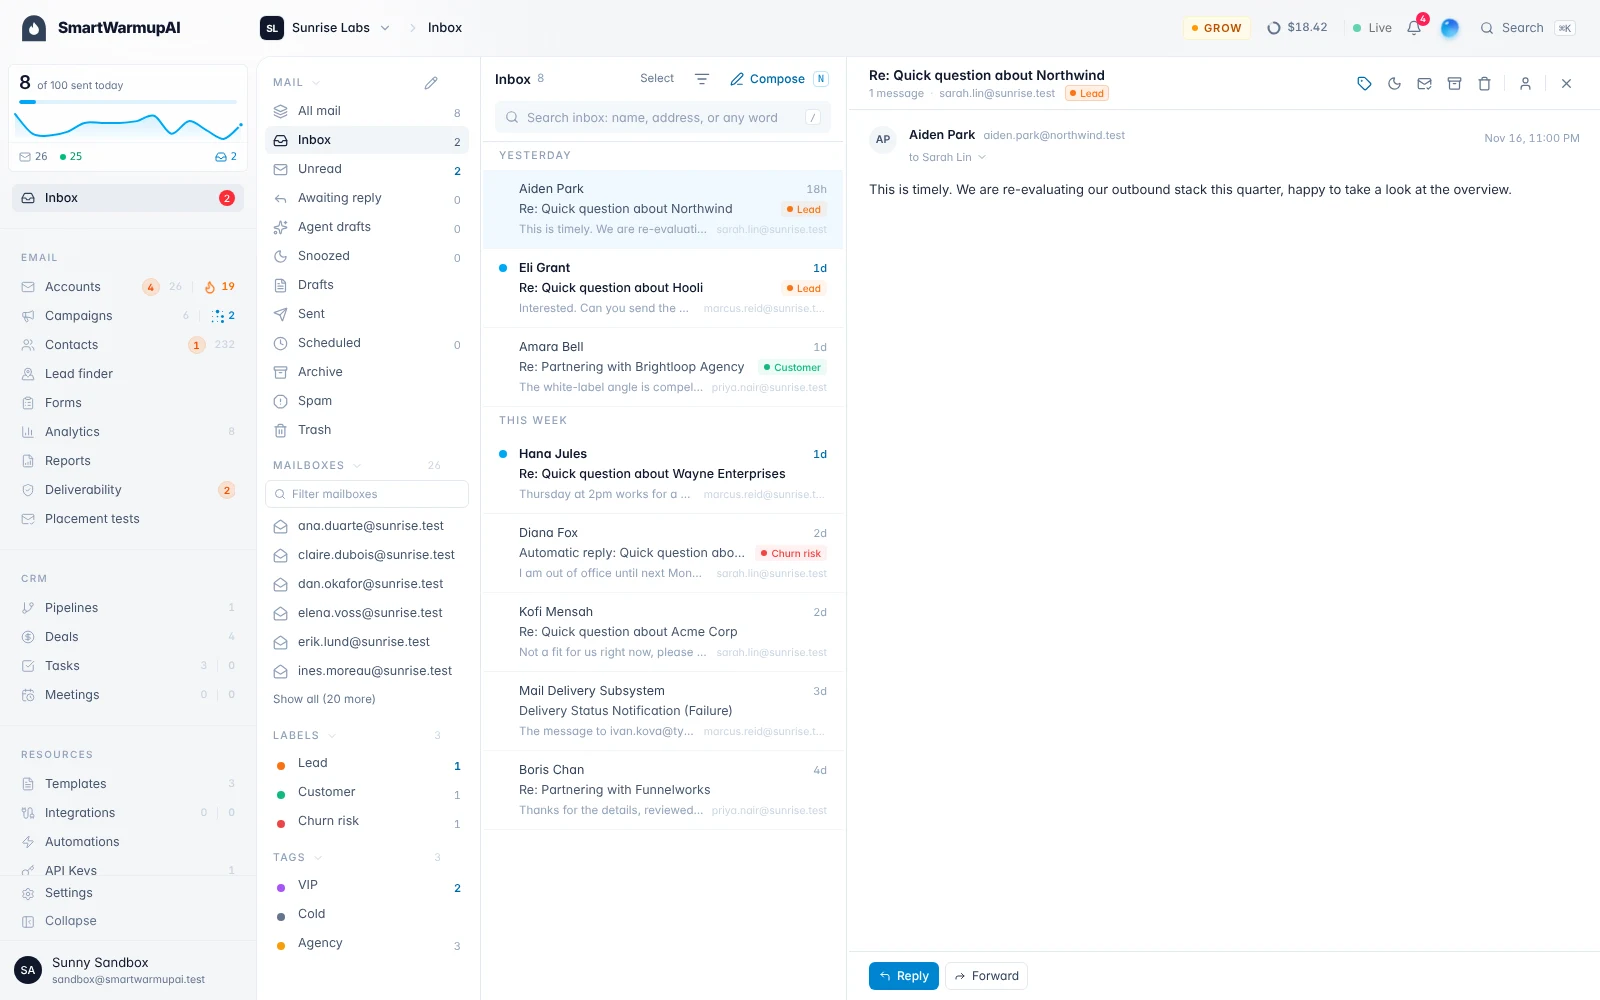 SmartWarmupAI
SL Sunrise Labs
Inbox
GROW
$18.42
Live
4
Search ⌘K
8 of 100 sent today
26 25 2
Inbox 2
EMAIL
Accounts 4 26 19
Campaigns 6 2
Contacts 1 232
Lead finder
Forms
Analytics 8
Reports
Deliverability 2
Placement tests
CRM
Pipelines 1
Deals 4
Tasks 3 0
Meetings 0 0
RESOURCES
Templates 3
Integrations 0 0
Automations
API Keys 1
Settings
Collapse
SA Sunny Sandbox
sandbox@smartwarmupai.test
MAIL
All mail 8
Inbox 2
Unread 2
Awaiting reply 0
Agent drafts 0
Snoozed 0
Drafts
Sent
Scheduled 0
Archive
Spam
Trash
MAILBOXES 26
Filter mailboxes
ana.duarte@sunrise.test
claire.dubois@sunrise.test
dan.okafor@sunrise.test
elena.voss@sunrise.test
erik.lund@sunrise.test
ines.moreau@sunrise.test
Show all (20 more)
LABELS 3
Lead 1
Customer 1
Churn risk 1
TAGS 3
VIP 2
Cold
Agency 3
Inbox 8
Select
Compose N
Search inbox: name, address, or any word /
YESTERDAY
Aiden Park 18h
Re: Quick question about Northwind Lead
This is timely. We are re-evaluati... sarah.lin@sunrise.test
Eli Grant 1d
Re: Quick question about Hooli Lead
Interested. Can you send the ... marcus.reid@sunrise.t...
Amara Bell 1d
Re: Partnering with Brightloop Agency Customer
The white-label angle is compel... priya.nair@sunrise.test
THIS WEEK
Hana Jules 1d
Re: Quick question about Wayne Enterprises
Thursday at 2pm works for a ... marcus.reid@sunrise.t...
Diana Fox 2d
Automatic reply: Quick question abo... Churn risk
I am out of office until next Mon... sarah.lin@sunrise.test
Kofi Mensah 2d
Re: Quick question about Acme Corp
Not a fit for us right now, please ... sarah.lin@sunrise.test
Mail Delivery Subsystem 3d
Delivery Status Notification (Failure)
The message to ivan.kova@ty... marcus.reid@sunrise.t...
Boris Chan 4d
Re: Partnering with Funnelworks
Thanks for the details, reviewed... priya.nair@sunrise.test
Re: Quick question about Northwind
1 message · sarah.lin@sunrise.test Lead
AP Aiden Park aiden.park@northwind.test
Nov 16, 11:00 PM
to Sarah Lin
This is timely. We are re-evaluating our outbound stack this quarter, happy to take a look at the overview.
Reply
Forward